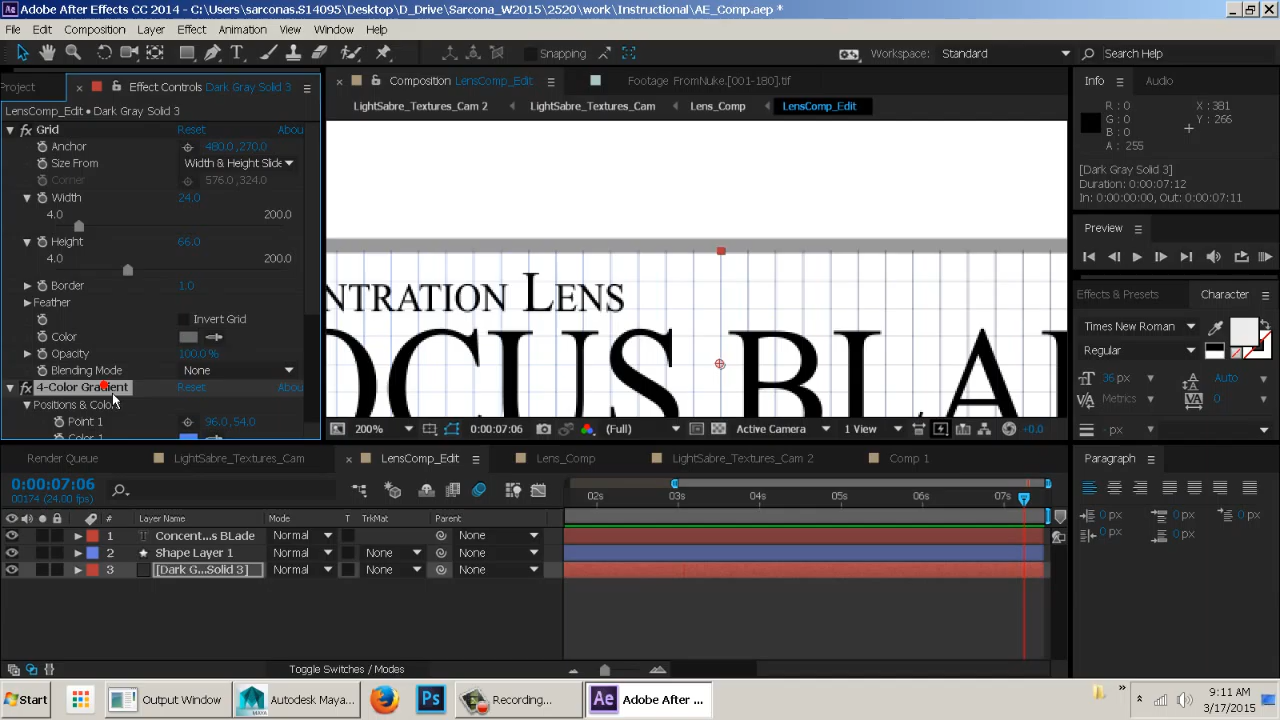 Adobe After Effects CC 2014 - C:\Users\sarconas.S14095\Desktop\D_Drive\Sarcona_W2015\2520\work\Instructional\AE_Comp.aep *
File Edit Composition Layer Effect Animation View Window Help
Snapping
Workspace: Standard
Search Help
Project
Effect Controls Dark Gray Solid 3
LensComp_Edit • Dark Gray Solid 3
fx Grid Reset Abou
Anchor 480.0,270.0
Size From Width & Height Slide
Corner 576.0,324.0
Width 24.0
4.0 200.0
Height 66.0
4.0 200.0
Border 1.0
Feather
Invert Grid
Color
Opacity 100.0%
Blending Mode None
fx 4-Color Gradient Reset Abou
Positions & Colo
Point 1 96.0,54.0
Color 1
Composition LensComp_Edit
Footage FromNuke.[001-180].tif
LightSabre_Textures_Cam 2 LightSabre_Textures_Cam Lens_Comp LensComp_Edit
NTRATION LENS
OCUS BLA
200% 0:00:07:06 (Full) Active Camera 1 View +0.0
Info Audio
R: 0 X: 381
G: 0 Y: 266
B: 0
A: 255
[Dark Gray Solid 3]
Duration: 0:00:07:12
In: 0:00:00:00, Out: 0:00:07:11
Preview
Effects & Presets Character
Times New Roman
Regular
36 px Auto
Metrics 0
- px
Paragraph
0 px 0 px 0 px
0 px 0 px
Render Queue LightSabre_Textures_Cam LensComp_Edit Lens_Comp LightSabre_Textures_Cam 2 Comp 1
0:00:07:06
00174 (24.00 fps)
02s 03s 04s 05s 06s 07s
# Layer Name Mode T TrkMat Parent
1 T Concent...s BLade Normal None
2 Shape Layer 1 Normal None None
3 [Dark G...Solid 3] Normal None None
Toggle Switches / Modes
Start Output Window Autodesk Maya... Ps Recording... Ae Adobe After ...
9:11 AM
3/17/2015